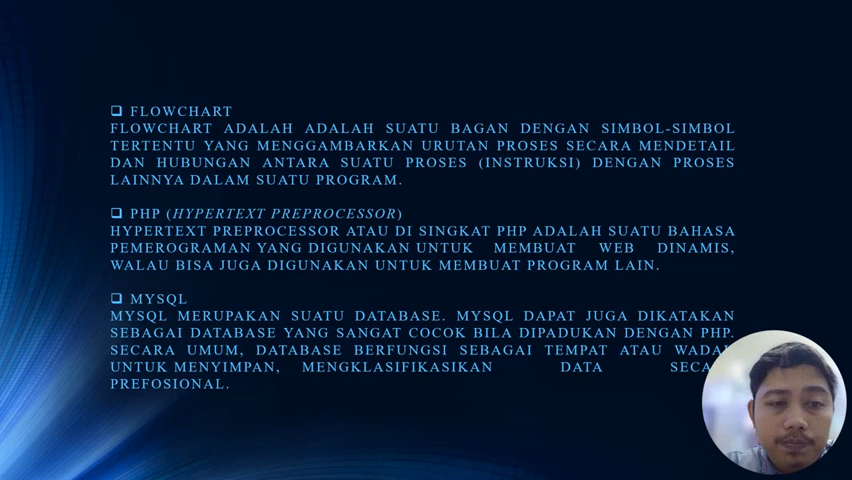 FLOWCHART
FLOWCHART ADALAH ADALAH SUATU BAGAN DENGAN SIMBOL-SIMBOL
TERTENTU YANG MENGGAMBARKAN URUTAN PROSES SECARA MENDETAIL
DAN HUBUNGAN ANTARA SUATU PROSES (INSTRUKSI) DENGAN PROSES
LAINNYA DALAM SUATU PROGRAM.
PHP (HYPERTEXT PREPROCESSOR)
HYPERTEXT PREPROCESSOR ATAU DI SINGKAT PHP ADALAH SUATU BAHASA
PEMEROGRAMAN YANG DIGUNAKAN UNTUK MEMBUAT WEB DINAMIS,
WALAU BISA JUGA DIGUNAKAN UNTUK MEMBUAT PROGRAM LAIN.
MYSQL
MYSQL MERUPAKAN SUATU DATABASE. MYSQL DAPAT JUGA DIKATAKAN
SEBAGAI DATABASE YANG SANGAT COCOK BILA DIPADUKAN DENGAN PHP.
SECARA UMUM, DATABASE BERFUNGSI SEBAGAI TEMPAT ATAU
UNTUK MENYIMPAN, MENGKLASIFIKASIKAN DATA
PREFOSIONAL.